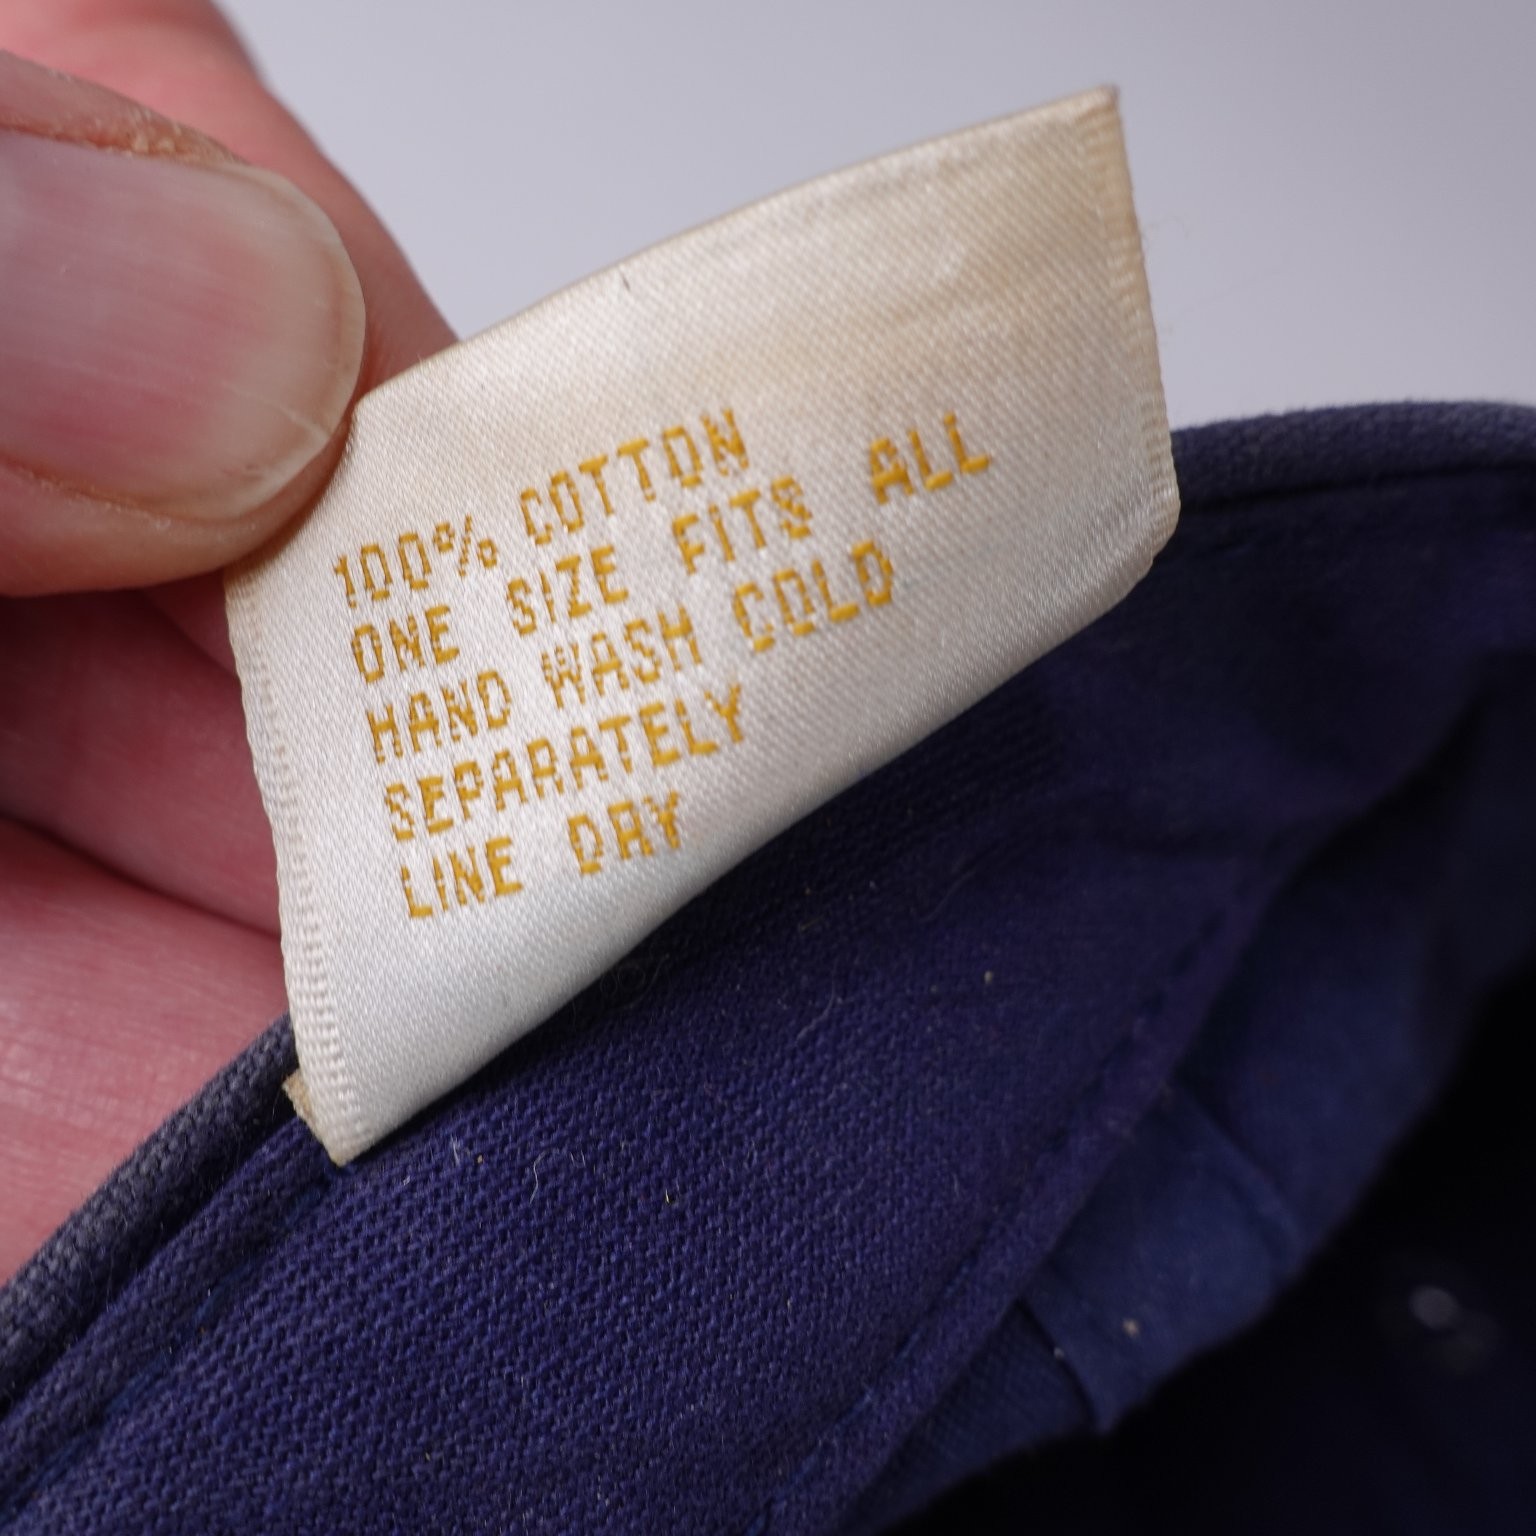 100% COTTON
ONE SIZE FITS ALL
HAND WASH COLD
SEPARATELY
LINE DRY